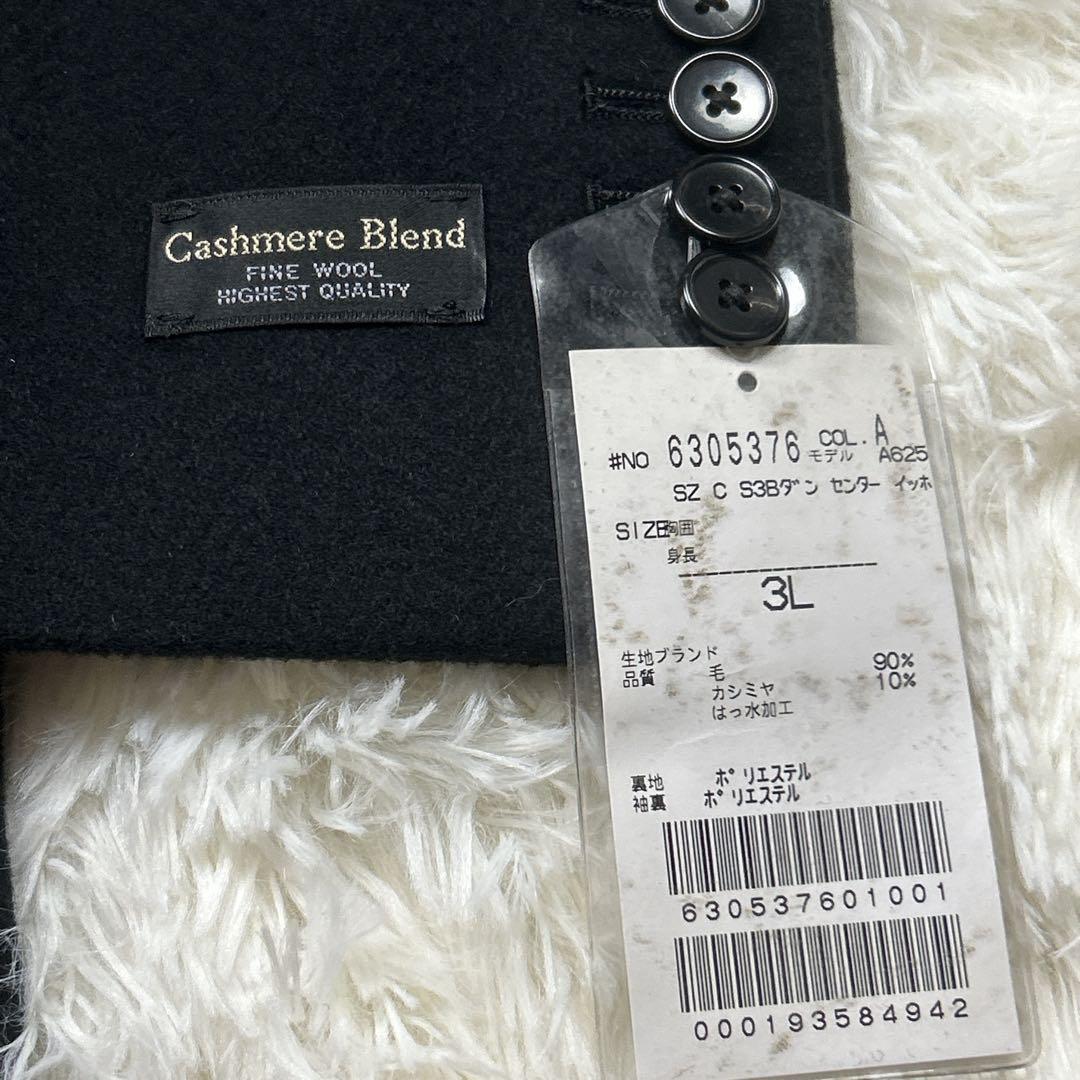 Cashmere Blend
FINE WOOL
HIGHEST QUALITY
#NO 6305376 COL. A
モデル A625
SZ C S3Bダン センター イッホ
SIZE胸囲
身長
3L
生地ブランド
品質 毛 90%
カシミヤ 10%
はっ水加工
裏地 ポリエステル
袖裏 ポリエステル
630537601001
000193584942